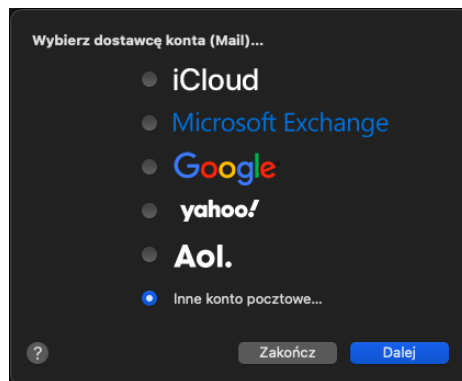 Wybierz dostawcę konta (Mail)...
iCloud
Microsoft Exchange
Google
yahoo!
Aol.
Inne konto pocztowe...
? Zakończ Dalej